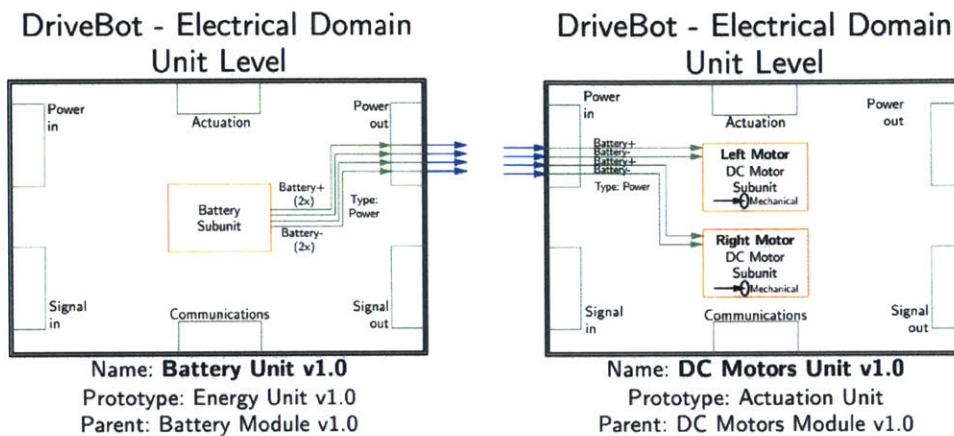 DriveBot - Electrical Domain
Unit Level
Power
in
Actuation
Power
out
Battery+
(2x)
Type:
Power
Battery
Subunit
Battery-
(2x)
Signal
in
Communications
Signal
out
Name: Battery Unit v1.0
Prototype: Energy Unit v1.0
Parent: Battery Module v1.0
DriveBot - Electrical Domain
Unit Level
Power
in
Actuation
Power
out
Battery+
Battery-
Battery+
Battery-
Type: Power
Left Motor
DC Motor
Subunit
Mechanical
Right Motor
DC Motor
Subunit
Mechanical
Signal
in
Communications
Signal
out
Name: DC Motors Unit v1.0
Prototype: Actuation Unit
Parent: DC Motors Module v1.0